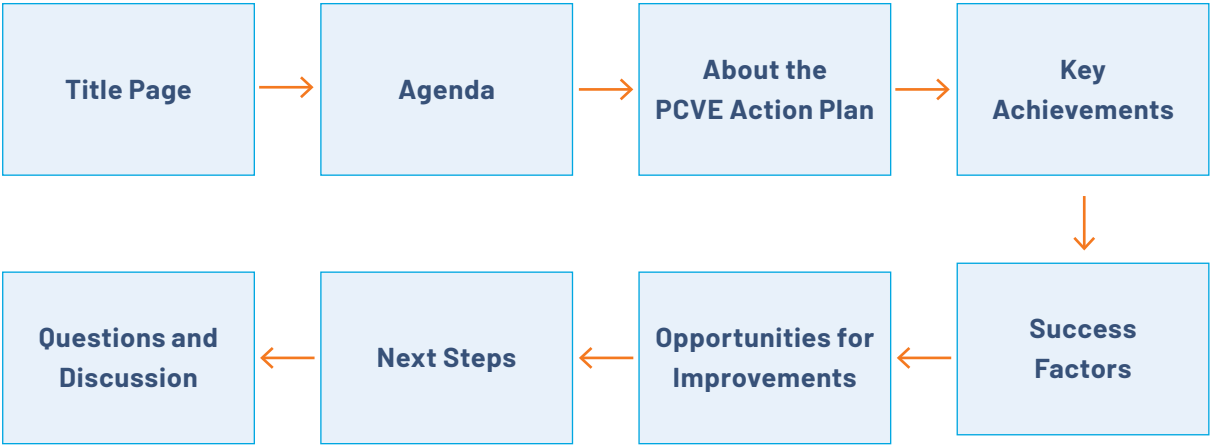 Title Page
Agenda
About the
PCVE Action Plan
Key
Achievements
Success
Factors
Opportunities for
Improvements
Next Steps
Questions and
Discussion